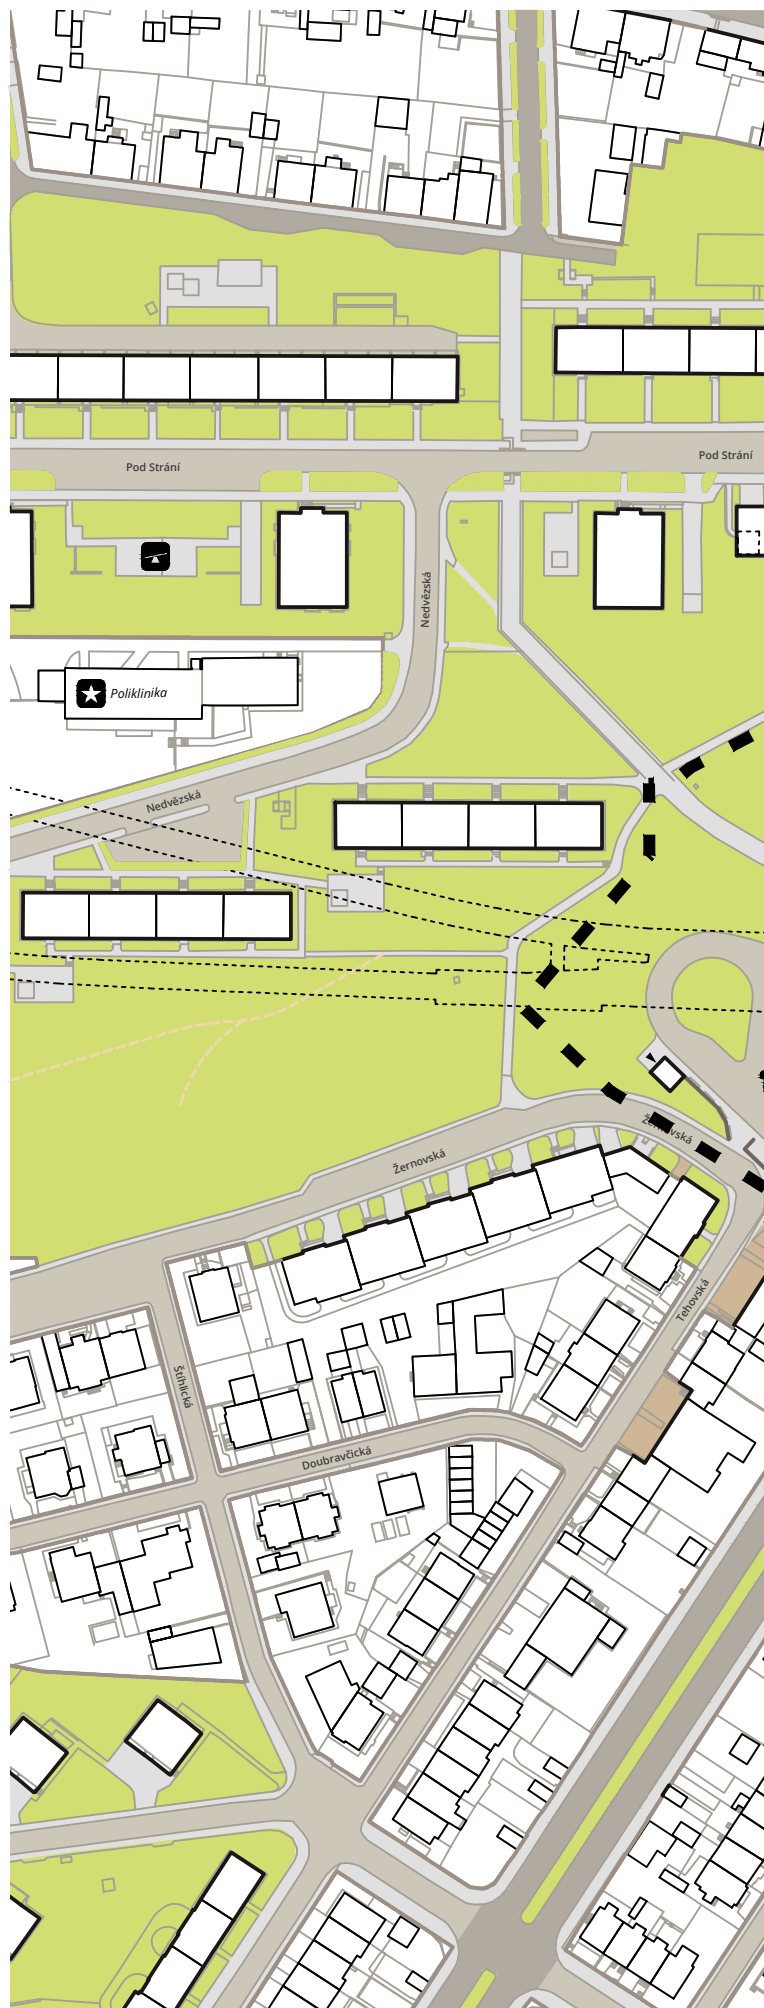 Pod Strání
Pod Strání
Nedvězská
Poliklinika
Nedvězská
Žernovská
Žernovská
Tehovská
Štíhlická
Doubravčická